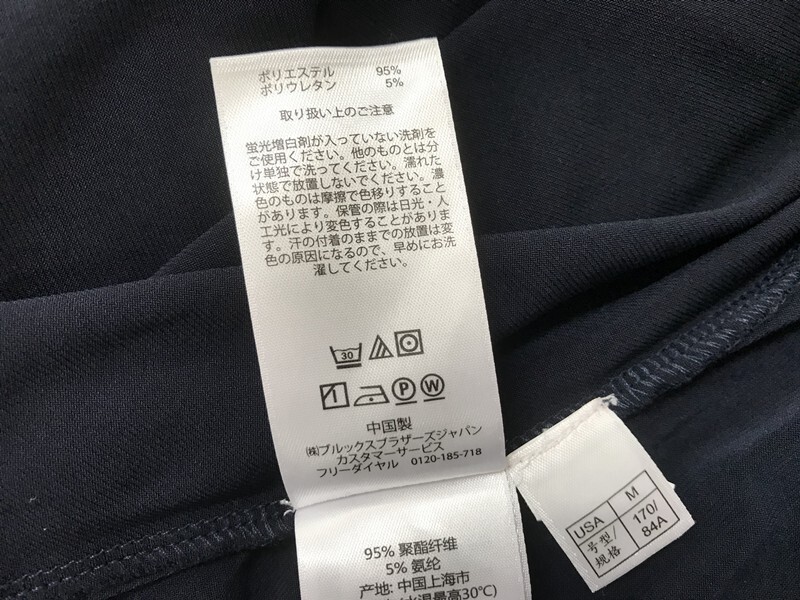 ポリエステル 95%
ポリウレタン 5%
取り扱い上のご注意
蛍光増白剤が入っていない洗剤を
ご使用ください。他のものとは分
け単独で洗ってください。濡れた
状態で放置しないでください。濃
色のものは摩擦で色移りすること
があります。保管の際は日光・人
工光により変色することがありま
す。汗の付着のままでの放置は変
色の原因になるので、早めにお洗
濯してください。
30
P W
中国製
㈱ブルックスブラザーズジャパン
カスタマーサービス
フリーダイヤル 0120-185-718
95% 聚酯纤维
5% 氨纶
产地: 中国上海市
水温最高30℃)
USA M
号型/规格 170/84A